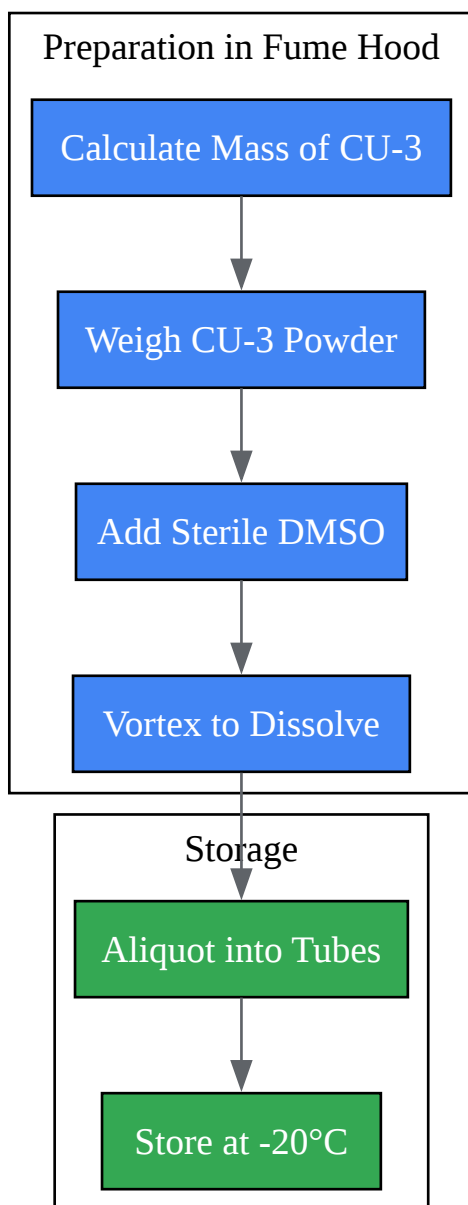 Preparation in Fume Hood
Calculate Mass of CU-3
Weigh CU-3 Powder
Add Sterile DMSO
Vortex to Dissolve
Storage
Aliquot into Tubes
Store at -20°C